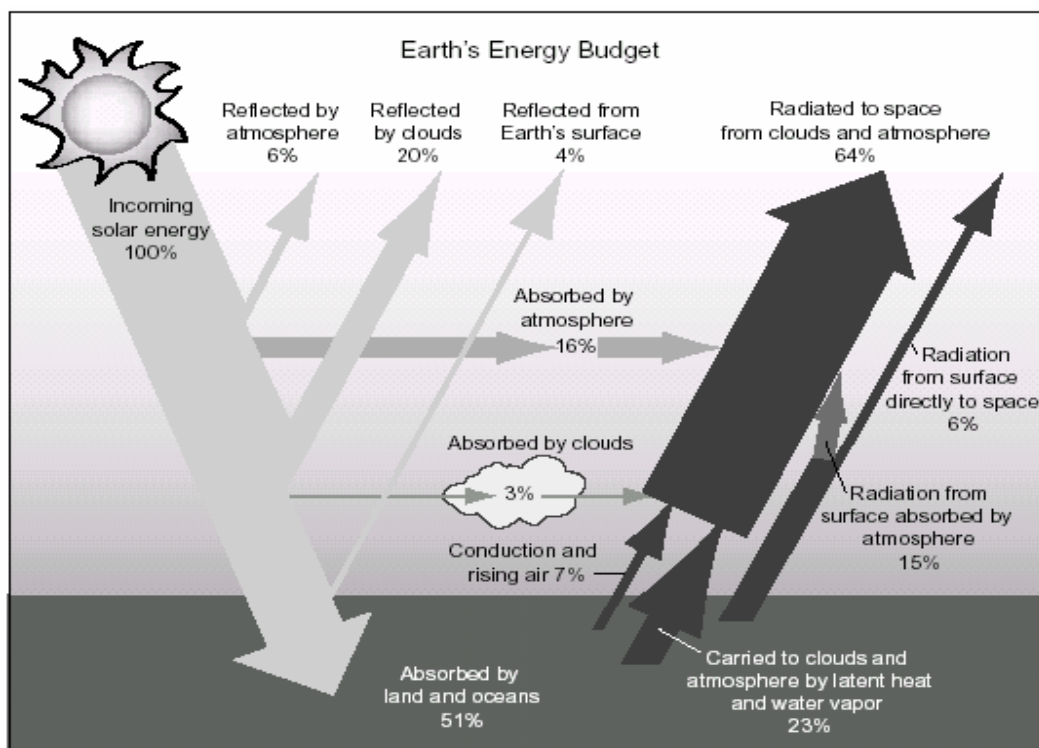 Earth's Energy Budget
Reflected by
atmosphere
6%
Reflected
by clouds
20%
Reflected from
Earth's surface
4%
Radiated to space
from clouds and atmosphere
64%
Incoming
solar energy
100%
Absorbed by
atmosphere
16%
Radiation
from surface
directly to space
6%
Absorbed by clouds
3%
Radiation from
surface absorbed by
atmosphere
15%
Conduction and
rising air 7%
Carried to clouds and
atmosphere by latent heat
and water vapor
23%
Absorbed by
land and oceans
51%